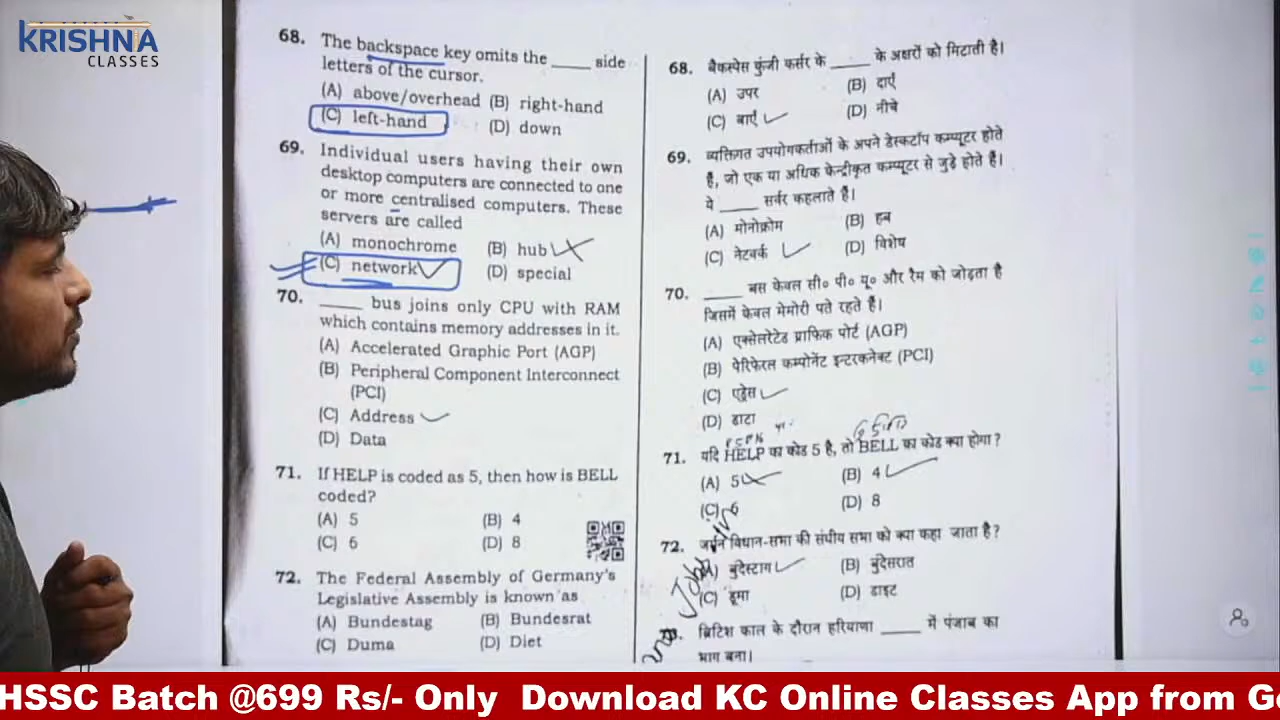 KRISHNA
CLASSES
68. The backspace key omits the ____ side
letters of the cursor.
(A) above/overhead (B) right-hand
(C) left-hand (D) down
69. Individual users having their own
desktop computers are connected to one
or more centralised computers. These
servers are called
(A) monochrome (B) hub
(C) network (D) special
70. ____ bus joins only CPU with RAM
which contains memory addresses in it.
(A) Accelerated Graphic Port (AGP)
(B) Peripheral Component Interconnect
(PCI)
(C) Address
(D) Data
71. If HELP is coded as 5, then how is BELL
coded?
(A) 5 (B) 4
(C) 6 (D) 8
72. The Federal Assembly of Germany's
Legislative Assembly is known as
(A) Bundestag (B) Bundesrat
(C) Duma (D) Diet
68. बैकस्पेस कुंजी कर्सर के ____ के अक्षरों को मिटाती है।
(A) उपर (B) दाएँ
(C) बाएँ (D) नीचे
69. व्यक्तिगत उपयोगकर्ताओं के अपने डेस्कटॉप कम्प्यूटर होते
हैं, जो एक या अधिक केन्द्रीकृत कम्प्यूटर से जुड़े होते हैं।
ये ____ सर्वर कहलाते हैं।
(A) मोनोक्रोम (B) हब
(C) नेटवर्क (D) विशेष
70. ____ बस केवल सी० पी० यू० और रैम को जोड़ता है
जिसमें केवल मेमोरी पते रहते हैं।
(A) एक्सेलरेटेड ग्राफिक पोर्ट (AGP)
(B) पेरिफेरल कम्पोनेंट इन्टरकनेक्ट (PCI)
(C) एड्रेस
(D) डाटा
71. यदि HELP का कोड 5 है, तो BELL का कोड क्या होगा?
(A) 5 (B) 4
(C) 6 (D) 8
72. जर्मन विधान-सभा की संघीय सभा को क्या कहा जाता है?
(A) बुंदेस्टाग (B) बुंदेसरात
(C) डूमा (D) डाइट
ब्रिटिश काल के दौरान हरियाणा ____ में पंजाब का
भाग बना।
HSSC Batch @699 Rs/- Only Download KC Online Classes App from